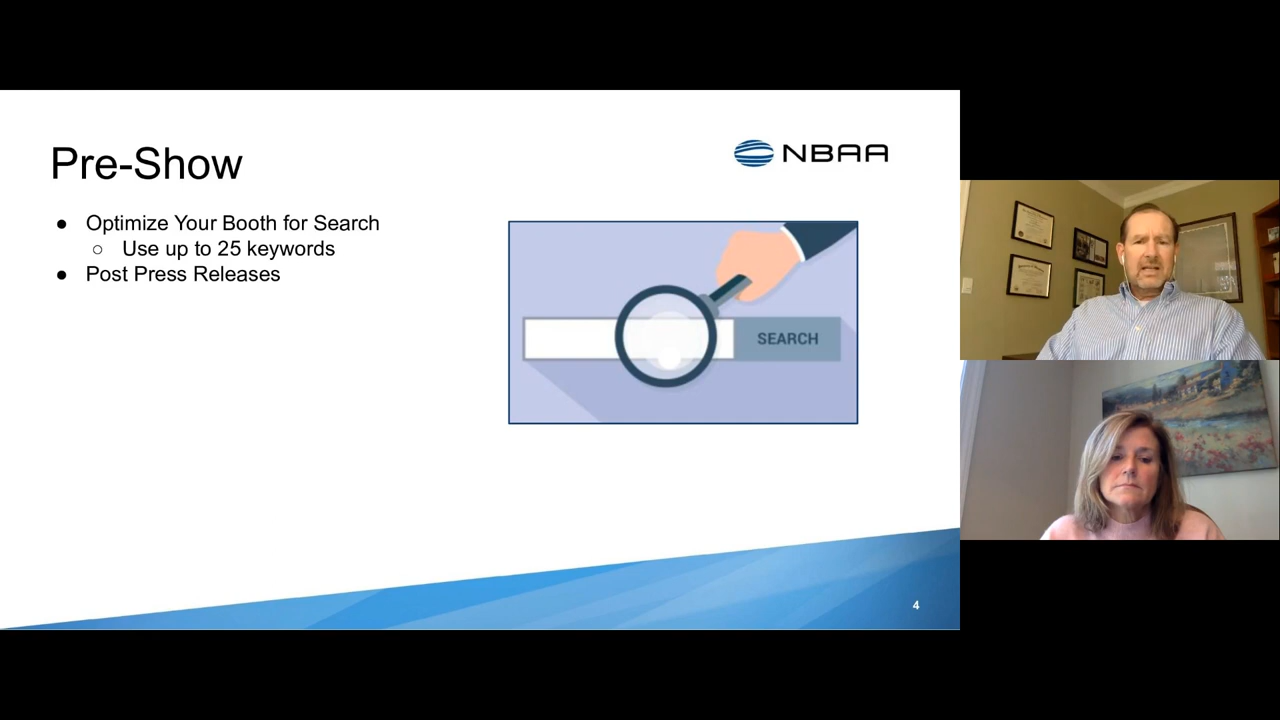 Pre-Show
NBAA
● Optimize Your Booth for Search
○ Use up to 25 keywords
● Post Press Releases
SEARCH
4